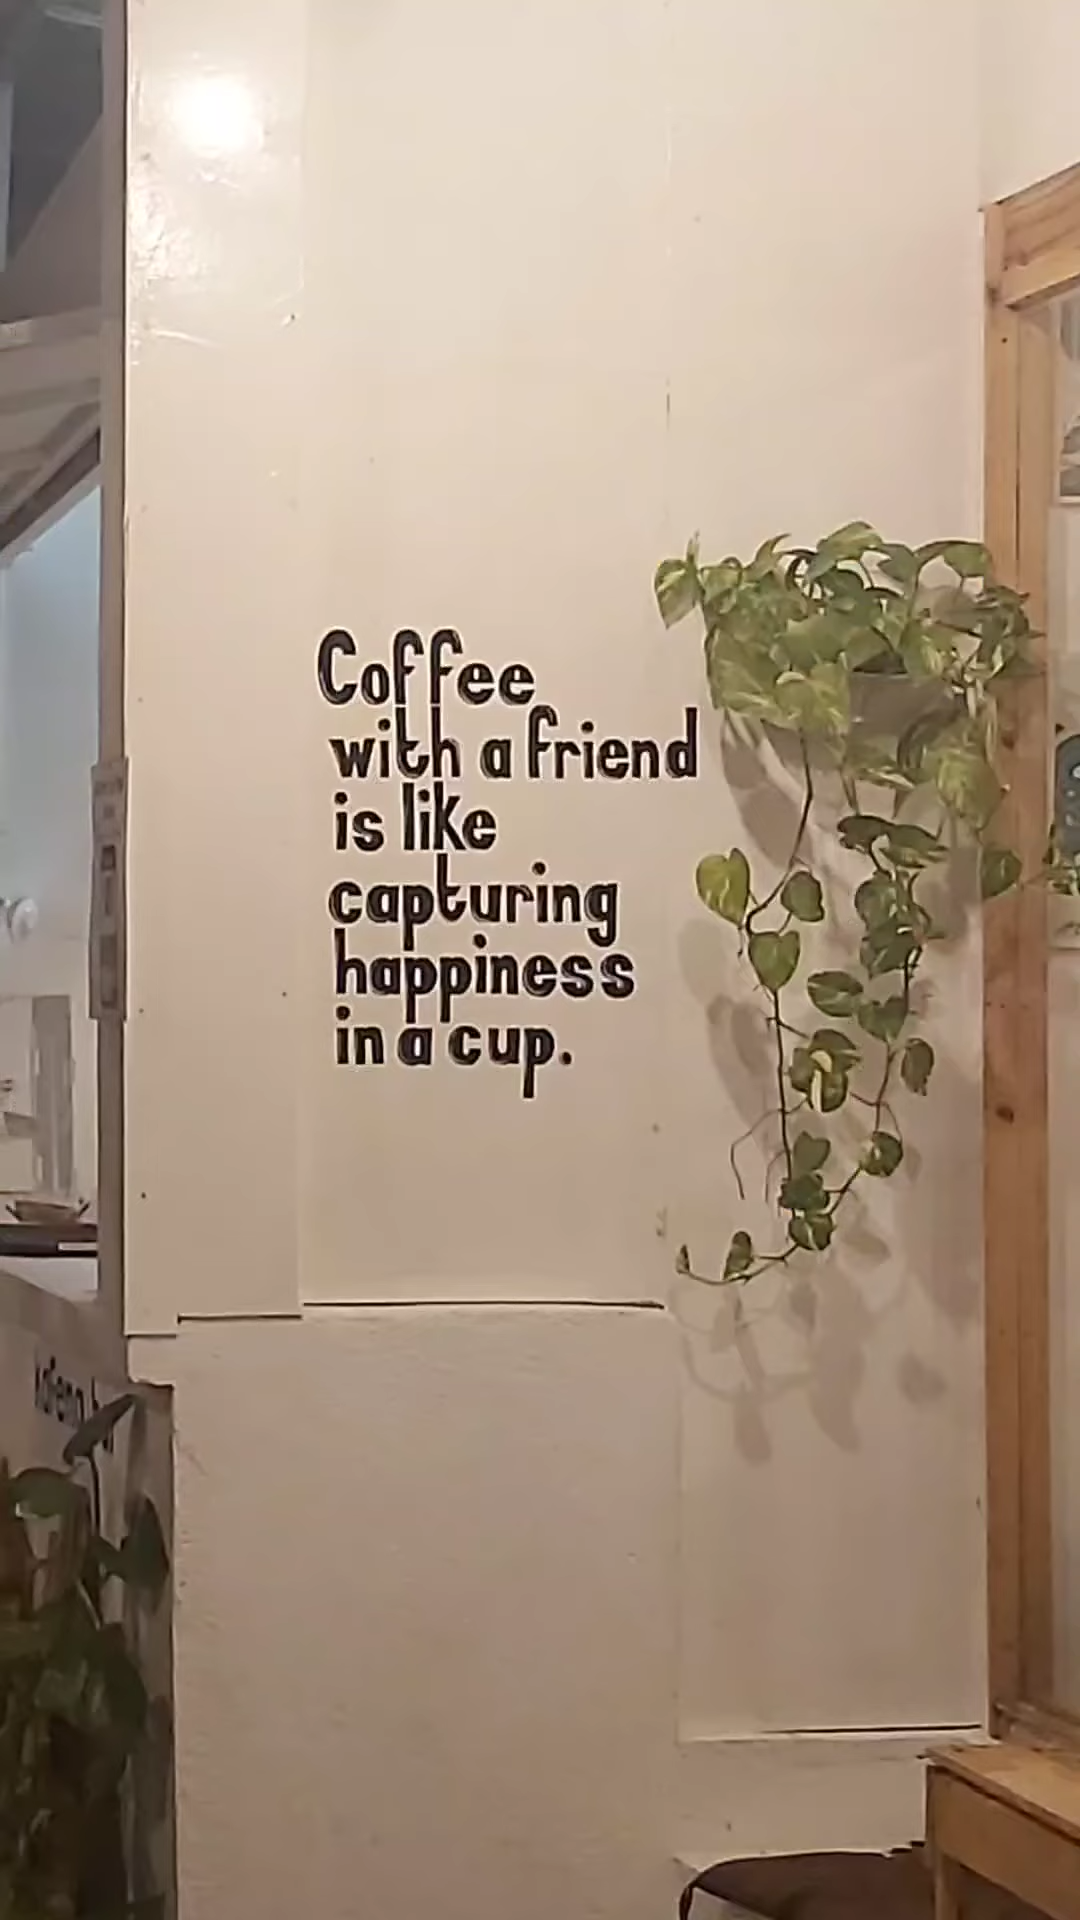 Coffee
with a friend
is like
capturing
happiness
in a cup.